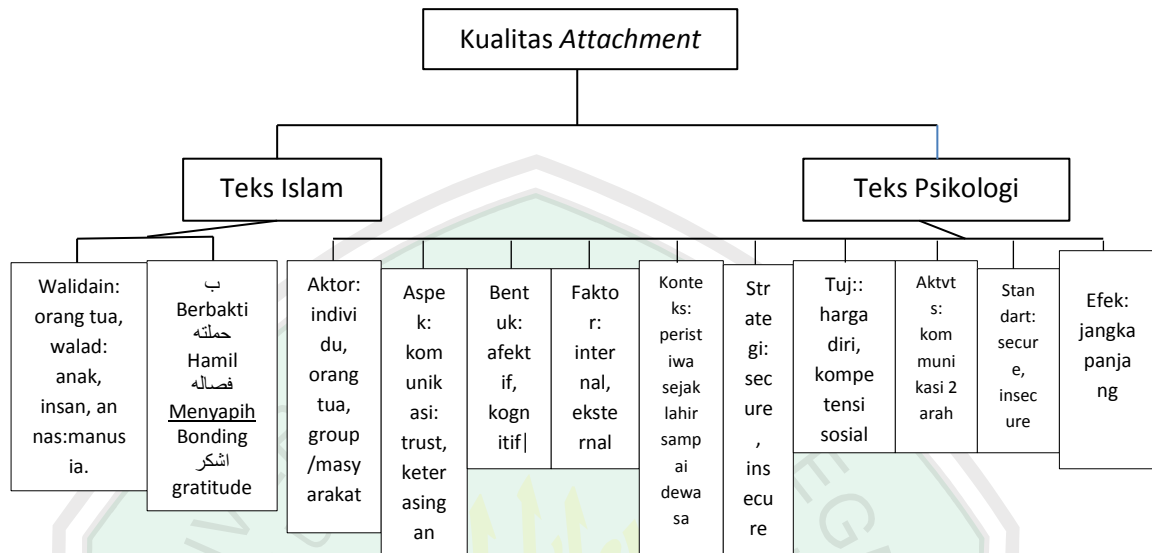 Kualitas Attachment
Teks Islam
Teks Psikologi
Walidain:
orang tua,
walad:
anak,
insan, an
nas:manus
ia.
ب
Berbakti
حملته
Hamil
فصاله
Menyapih
Bonding
اشكر
gratitude
Aktor:
indivi
du,
orang
tua,
group
/masy
arakat
Aspe
k:
kom
unik
asi:
trust,
keter
asing
an
Bent
uk:
afekt
if,
kogn
itif|
Fakto
r:
inter
nal,
ekste
rnal
Konte
ks:
perist
iwa
sejak
lahir
samp
ai
dewa
sa
Str
ate
gi:
sec
ure
,
ins
ecu
re
Tuj::
harga
diri,
kompe
tensi
sosial
Aktvt
s:
kom
muni
kasi 2
arah
Stan
dart:
secur
e,
insec
ure
Efek:
jangka
panja
ng